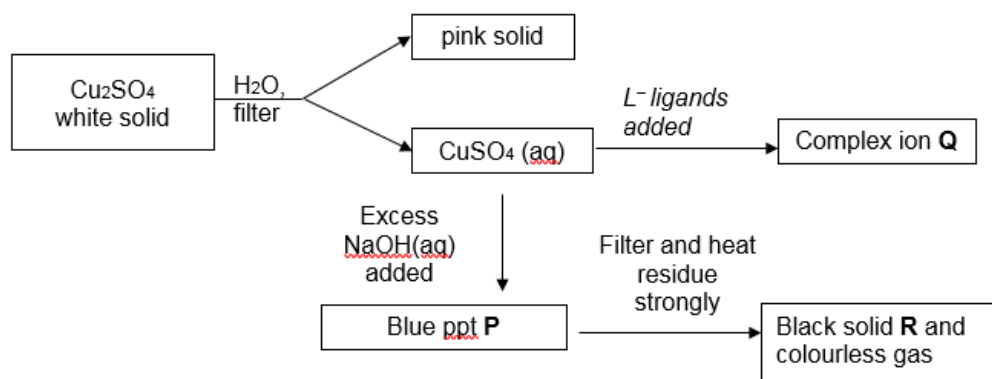 pink solid
Cu₂SO₄
white solid
H₂O,
filter
L⁻ ligands
added
CuSO₄ (aq)
Complex ion Q
Excess
NaOH(aq)
added
Filter and heat
residue
strongly
Blue ppt P
Black solid R and
colourless gas